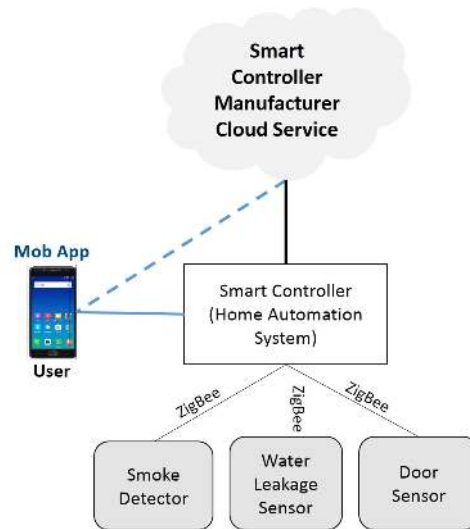 Smart
Controller
Manufacturer
Cloud Service
Mob App
User
Smart Controller
(Home Automation
System)
ZigBee
ZigBee
ZigBee
Smoke
Detector
Water
Leakage
Sensor
Door
Sensor